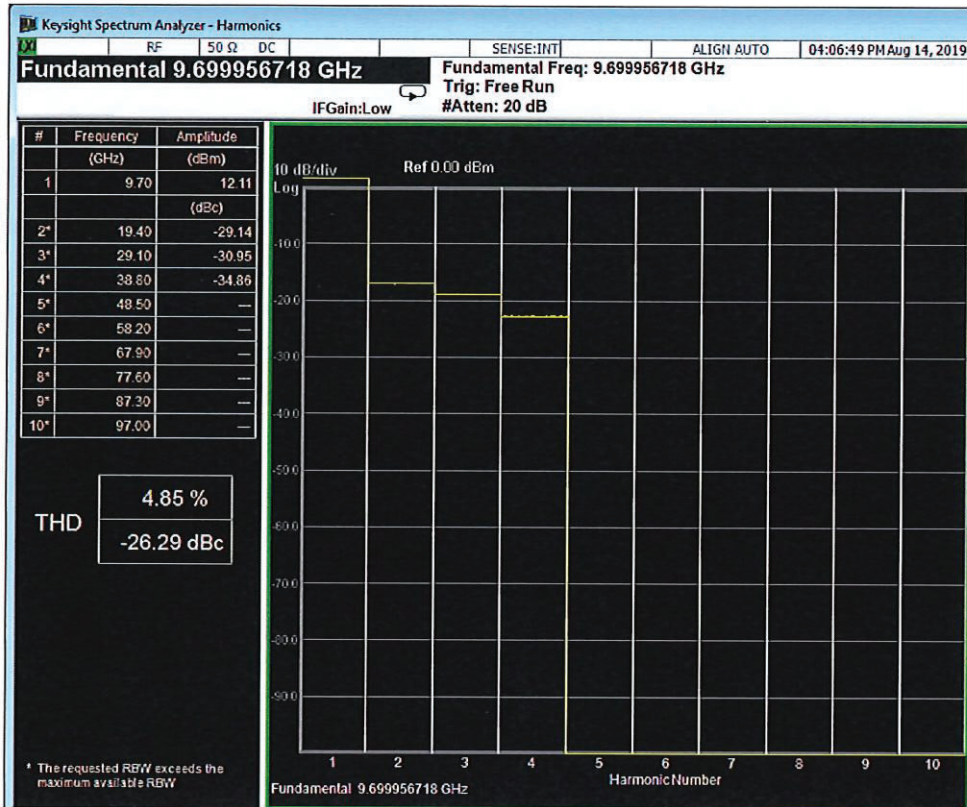 Keysight Spectrum Analyzer - Harmonics
LXI RF 50 Ω DC SENSE:INT ALIGN AUTO 04:06:49 PM Aug 14, 2019
Fundamental 9.699956718 GHz
Fundamental Freq: 9.699956718 GHz
Trig: Free Run
IFGain:Low #Atten: 20 dB
# Frequency Amplitude
(GHz) (dBm)
1 9.70 12.11
(dBc)
2* 19.40 -29.14
3* 29.10 -30.95
4* 38.80 -34.86
5* 48.50 ---
6* 58.20 ---
7* 67.90 ---
8* 77.60 ---
9* 87.30 ---
10* 97.00 ---
THD
4.85 %
-26.29 dBc
* The requested RBW exceeds the
maximum available RBW
10 dB/div Ref 0.00 dBm
Log
-10.0
-20.0
-30.0
-40.0
-50.0
-60.0
-70.0
-80.0
-90.0
1 2 3 4 5 6 7 8 9 10
Harmonic Number
Fundamental 9.699956718 GHz